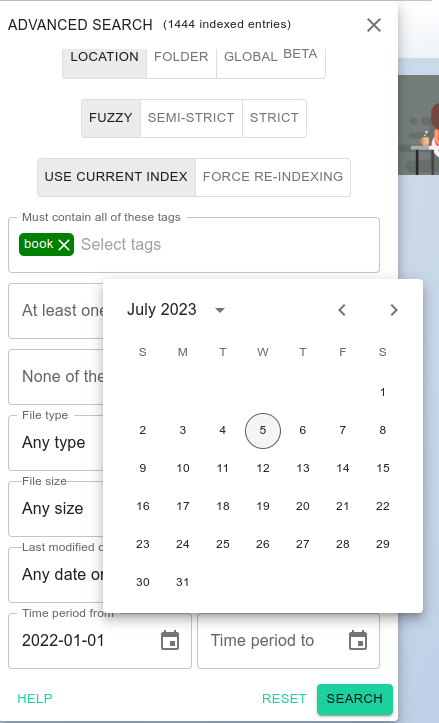 ADVANCED SEARCH (1444 indexed entries)
LOCATION FOLDER GLOBAL BETA
FUZZY SEMI-STRICT STRICT
USE CURRENT INDEX FORCE RE-INDEXING
Must contain all of these tags
book Select tags
At least one
July 2023
S M T W T F S
1
2 3 4 5 6 7 8
None of the
9 10 11 12 13 14 15
16 17 18 19 20 21 22
23 24 25 26 27 28 29
30 31
File type
Any type
File size
Any size
Last modified
Any date or
Time period from
2022-01-01
Time period to
HELP RESET SEARCH